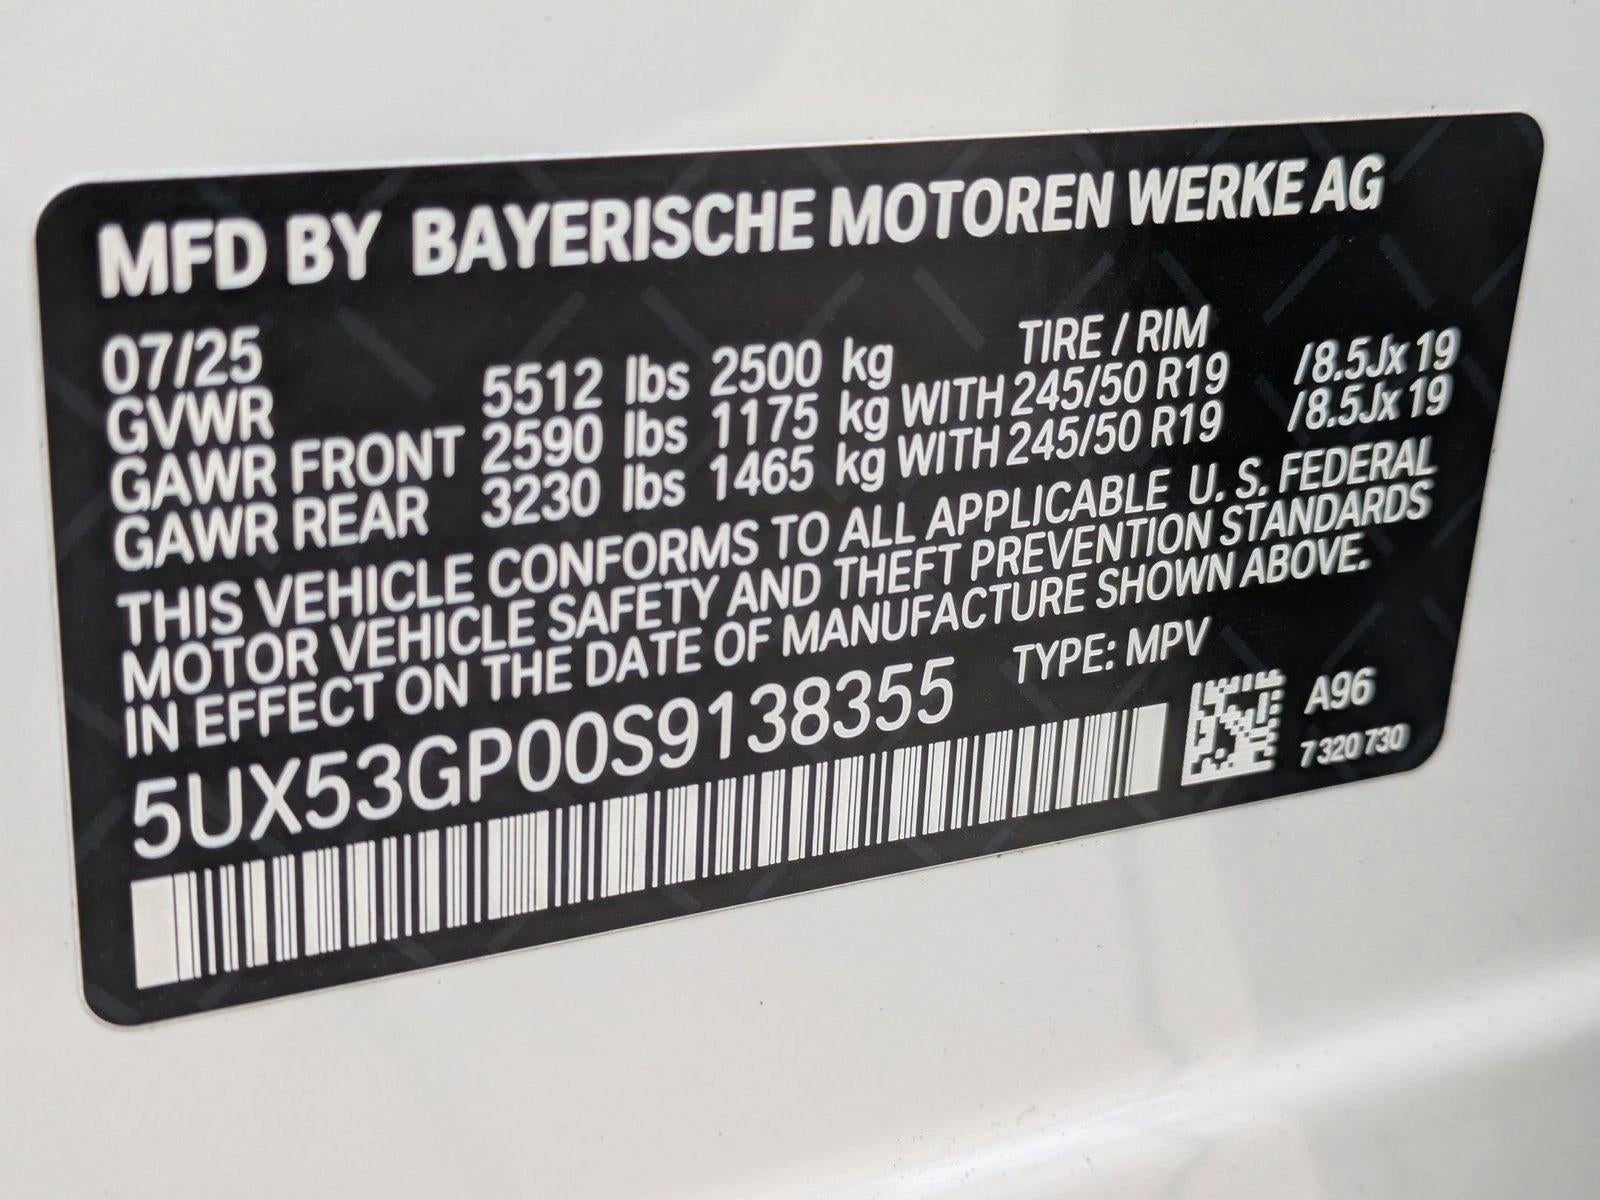 MFD BY BAYERISCHE MOTOREN WERKE AG
07/25 TIRE / RIM
GVWR 5512 lbs 2500 kg
GAWR FRONT 2590 lbs 1175 kg WITH 245/50 R19 /8.5Jx 19
GAWR REAR 3230 lbs 1465 kg WITH 245/50 R19 /8.5Jx 19
THIS VEHICLE CONFORMS TO ALL APPLICABLE U. S. FEDERAL
MOTOR VEHICLE SAFETY AND THEFT PREVENTION STANDARDS
IN EFFECT ON THE DATE OF MANUFACTURE SHOWN ABOVE.
5UX53GP00S9138355 TYPE: MPV
A96
7 320 730